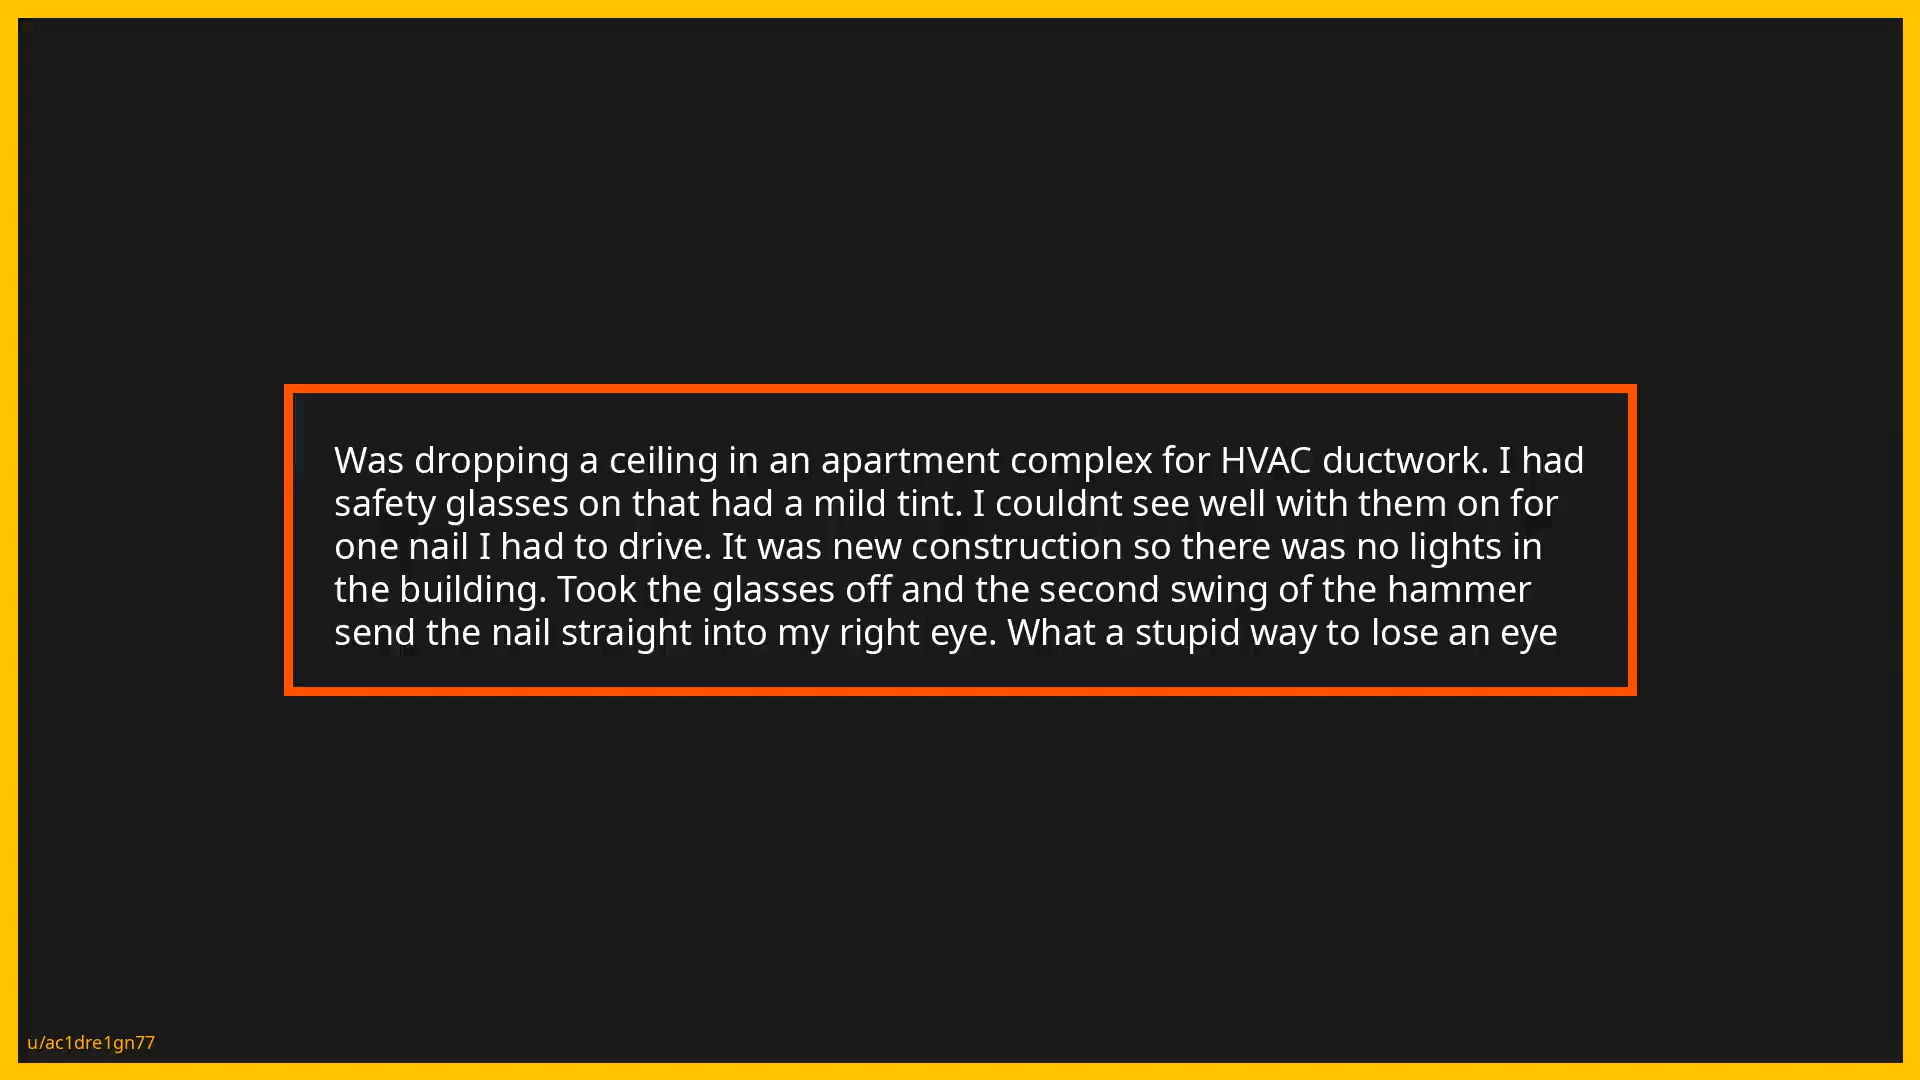 Was dropping a ceiling in an apartment complex for HVAC ductwork. I had
safety glasses on that had a mild tint. I couldnt see well with them on for
one nail I had to drive. It was new construction so there was no lights in
the building. Took the glasses off and the second swing of the hammer
send the nail straight into my right eye. What a stupid way to lose an eye
u/ac1dre1gn77